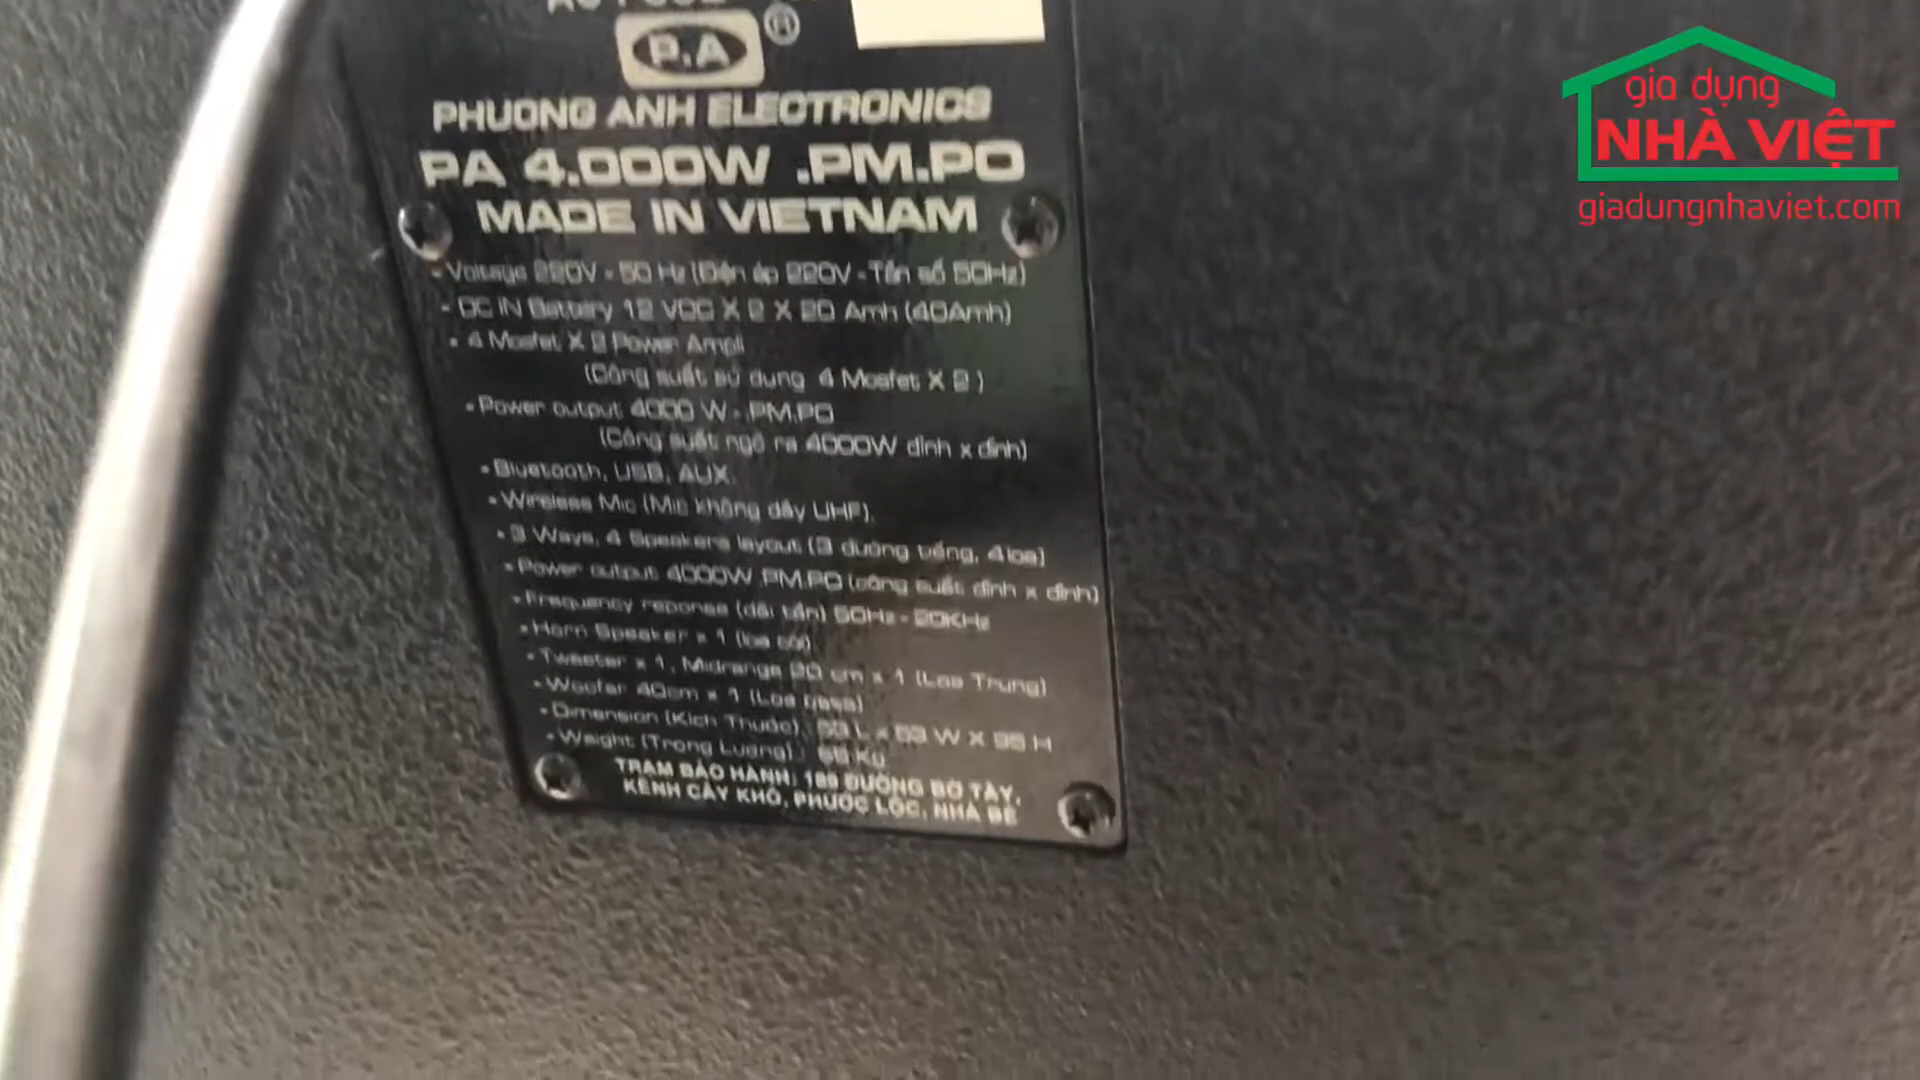 P.A ®
PHUONG ANH ELECTRONICS
PA 4.000W .PM.PO
MADE IN VIETNAM
- Voltage 220V - 50 Hz (Điện áp 220V - Tần số 50Hz)
- DC IN Battery 12 VDC X 2 X 20 Amh (40Amh)
- 4 Mosfet X 2 Power Ampli
(Công suất sử dụng 4 Mosfet X 2 )
- Power output 4000 W - .PM.PO
(Công suất ngõ ra 4000W đỉnh x đỉnh)
- Bluetooth, USB, AUX.
- Wireless Mic (Mic không dây UHF).
- 3 Ways, 4 Speakers layout (3 đường tiếng, 4 loa)
- Power output 4000W .PM.PO (công suất đỉnh x đỉnh)
- Frequency reponse (dải tần) 50Hz - 20KHz
- Horn Speaker x 1 (loa còi)
- Tweeter x 1, Midrange 20 cm x 1 (Loa Trung)
- Woofer 40cm x 1 (Loa bass)
- Dimension (Kích Thước) : L x 53 W X 95 H
- Weight (Trọng Lượng) : Kg
TRẠM BẢO HÀNH: 189 ĐƯỜNG BỜ TÂY,
KÊNH CÂY KHÔ, PHƯỚC LỘC, NHÀ BÈ
gia dụng
NHÀ VIỆT
giadungnhaviet.com